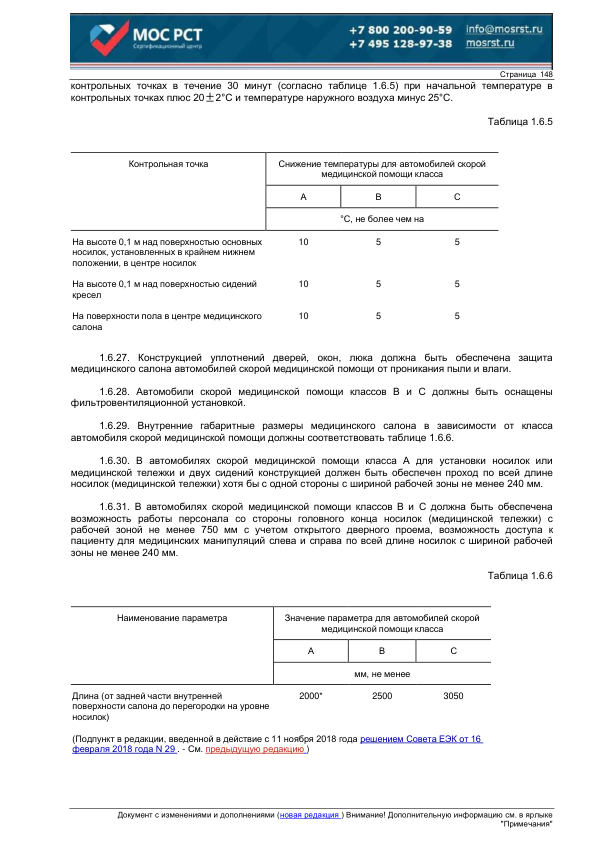 МОС РСТ
Сертификационный центр
+7 800 200-90-59 info@mosrst.ru
+7 495 128-97-38 mosrst.ru
Страница 148
контрольных точках в течение 30 минут (согласно таблице 1.6.5) при начальной температуре в
контрольных точках плюс 20±2°С и температуре наружного воздуха минус 25°С.
Таблица 1.6.5
Контрольная точка Снижение температуры для автомобилей скорой
медицинской помощи класса
А В С
°С, не более чем на
На высоте 0,1 м над поверхностью основных 10 5 5
носилок, установленных в крайнем нижнем
положении, в центре носилок
На высоте 0,1 м над поверхностью сидений 10 5 5
кресел
На поверхности пола в центре медицинского 10 5 5
салона
1.6.27. Конструкцией уплотнений дверей, окон, люка должна быть обеспечена защита
медицинского салона автомобилей скорой медицинской помощи от проникания пыли и влаги.
1.6.28. Автомобили скорой медицинской помощи классов В и С должны быть оснащены
фильтровентиляционной установкой.
1.6.29. Внутренние габаритные размеры медицинского салона в зависимости от класса
автомобиля скорой медицинской помощи должны соответствовать таблице 1.6.6.
1.6.30. В автомобилях скорой медицинской помощи класса А для установки носилок или
медицинской тележки и двух сидений конструкцией должен быть обеспечен проход по всей длине
носилок (медицинской тележки) хотя бы с одной стороны с шириной рабочей зоны не менее 240 мм.
1.6.31. В автомобилях скорой медицинской помощи классов В и С должна быть обеспечена
возможность работы персонала со стороны головного конца носилок (медицинской тележки) с
рабочей зоной не менее 750 мм с учетом открытого дверного проема, возможность доступа к
пациенту для медицинских манипуляций слева и справа по всей длине носилок с шириной рабочей
зоны не менее 240 мм.
Таблица 1.6.6
Наименование параметра Значение параметра для автомобилей скорой
медицинской помощи класса
А В С
мм, не менее
Длина (от задней части внутренней 2000* 2500 3050
поверхности салона до перегородки на уровне
носилок)
(Подпункт в редакции, введенной в действие с 11 ноября 2018 года решением Совета ЕЭК от 16
февраля 2018 года N 29 . - См. предыдущую редакцию )
Документ с изменениями и дополнениями (новая редакция ) Внимание! Дополнительную информацию см. в ярлыке
"Примечания"